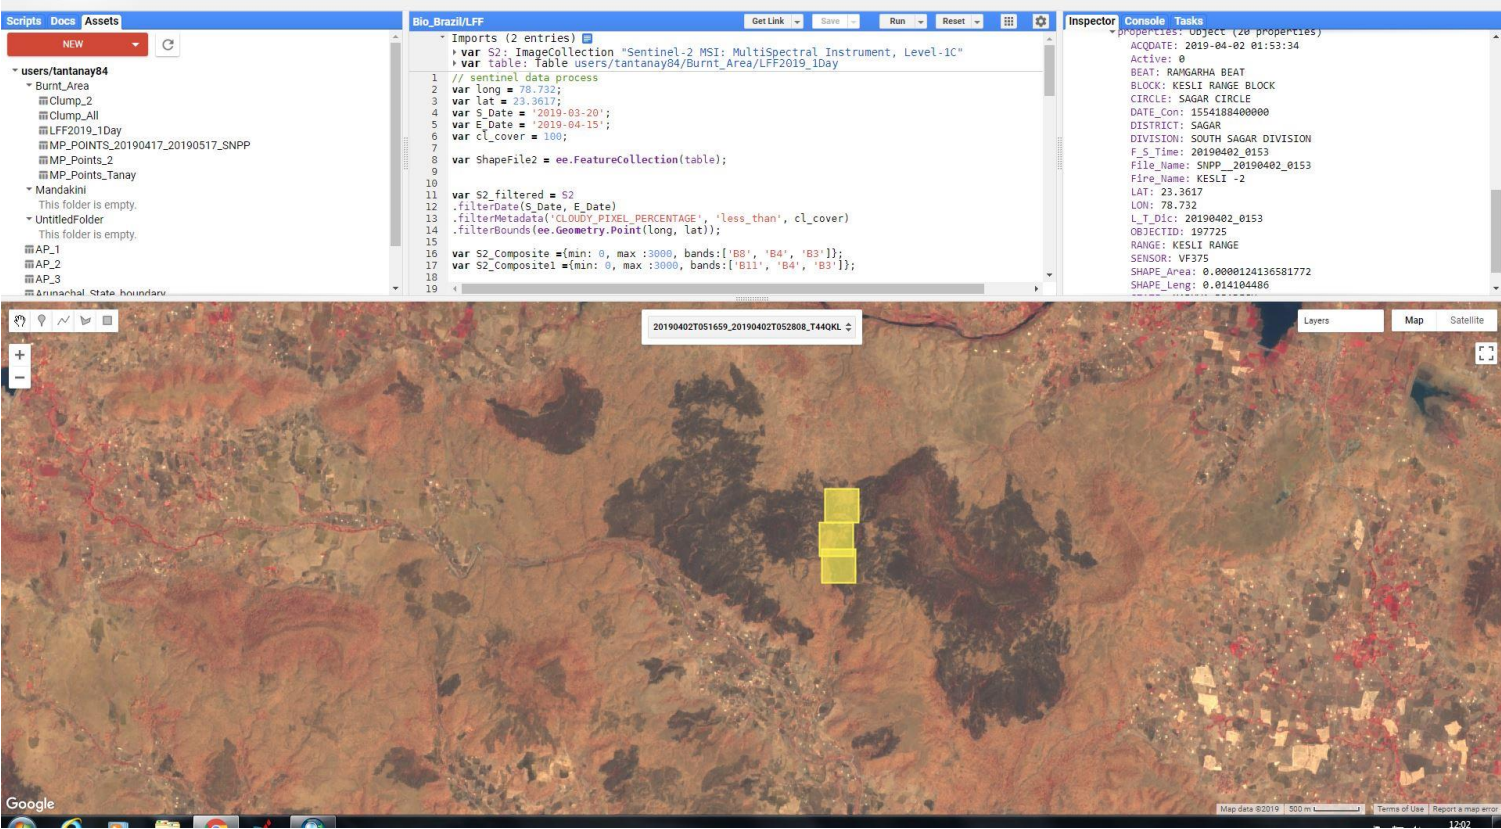 Scripts Docs Assets
NEW
users/tantanay84
Burnt_Area
Clump_2
Clump_All
LFF2019_1Day
MP_POINTS_20190417_20190517_SNPP
MP_Points_2
MP_Points_Tanay
Mandakini
This folder is empty.
UntitledFolder
This folder is empty.
AP_1
AP_2
AP_3
Arunachal_State_boundary
Bio_Brazil/LFF
Get Link Save Run Reset
Imports (2 entries)
var S2: ImageCollection "Sentinel-2 MSI: MultiSpectral Instrument, Level-1C"
var table: Table users/tantanay84/Burnt_Area/LFF2019_1Day
1 // sentinel data process
2 var long = 78.732;
3 var lat = 23.3617;
4 var S_Date = '2019-03-20';
5 var E_Date = '2019-04-15';
6 var cl_cover = 100;
7
8 var ShapeFile2 = ee.FeatureCollection(table);
9
10
11 var S2_filtered = S2
12 .filterDate(S_Date, E_Date)
13 .filterMetadata('CLOUDY_PIXEL_PERCENTAGE', 'less_than', cl_cover)
14 .filterBounds(ee.Geometry.Point(long, lat));
15
16 var S2_Composite ={min: 0, max :3000, bands:['B8', 'B4', 'B3']};
17 var S2_Composite1 ={min: 0, max :3000, bands:['B11', 'B4', 'B3']};
18
19
Inspector Console Tasks
properties: Object (20 properties)
ACQDATE: 2019-04-02 01:53:34
Active: 0
BEAT: RAMGARHA BEAT
BLOCK: KESLI RANGE BLOCK
CIRCLE: SAGAR CIRCLE
DATE_Con: 1554188400000
DISTRICT: SAGAR
DIVISION: SOUTH SAGAR DIVISION
F_S_Time: 20190402_0153
File_Name: SNPP__20190402_0153
Fire_Name: KESLI -2
LAT: 23.3617
LON: 78.732
L_T_Dic: 20190402_0153
OBJECTID: 197725
RANGE: KESLI RANGE
SENSOR: VF375
SHAPE_Area: 0.0000124136581772
SHAPE_Leng: 0.014104486
20190402T051659_20190402T052808_T44QKL
Layers
Map Satellite
+
−
Google
Map data ©2019 500 m Terms of Use Report a map error
12:02